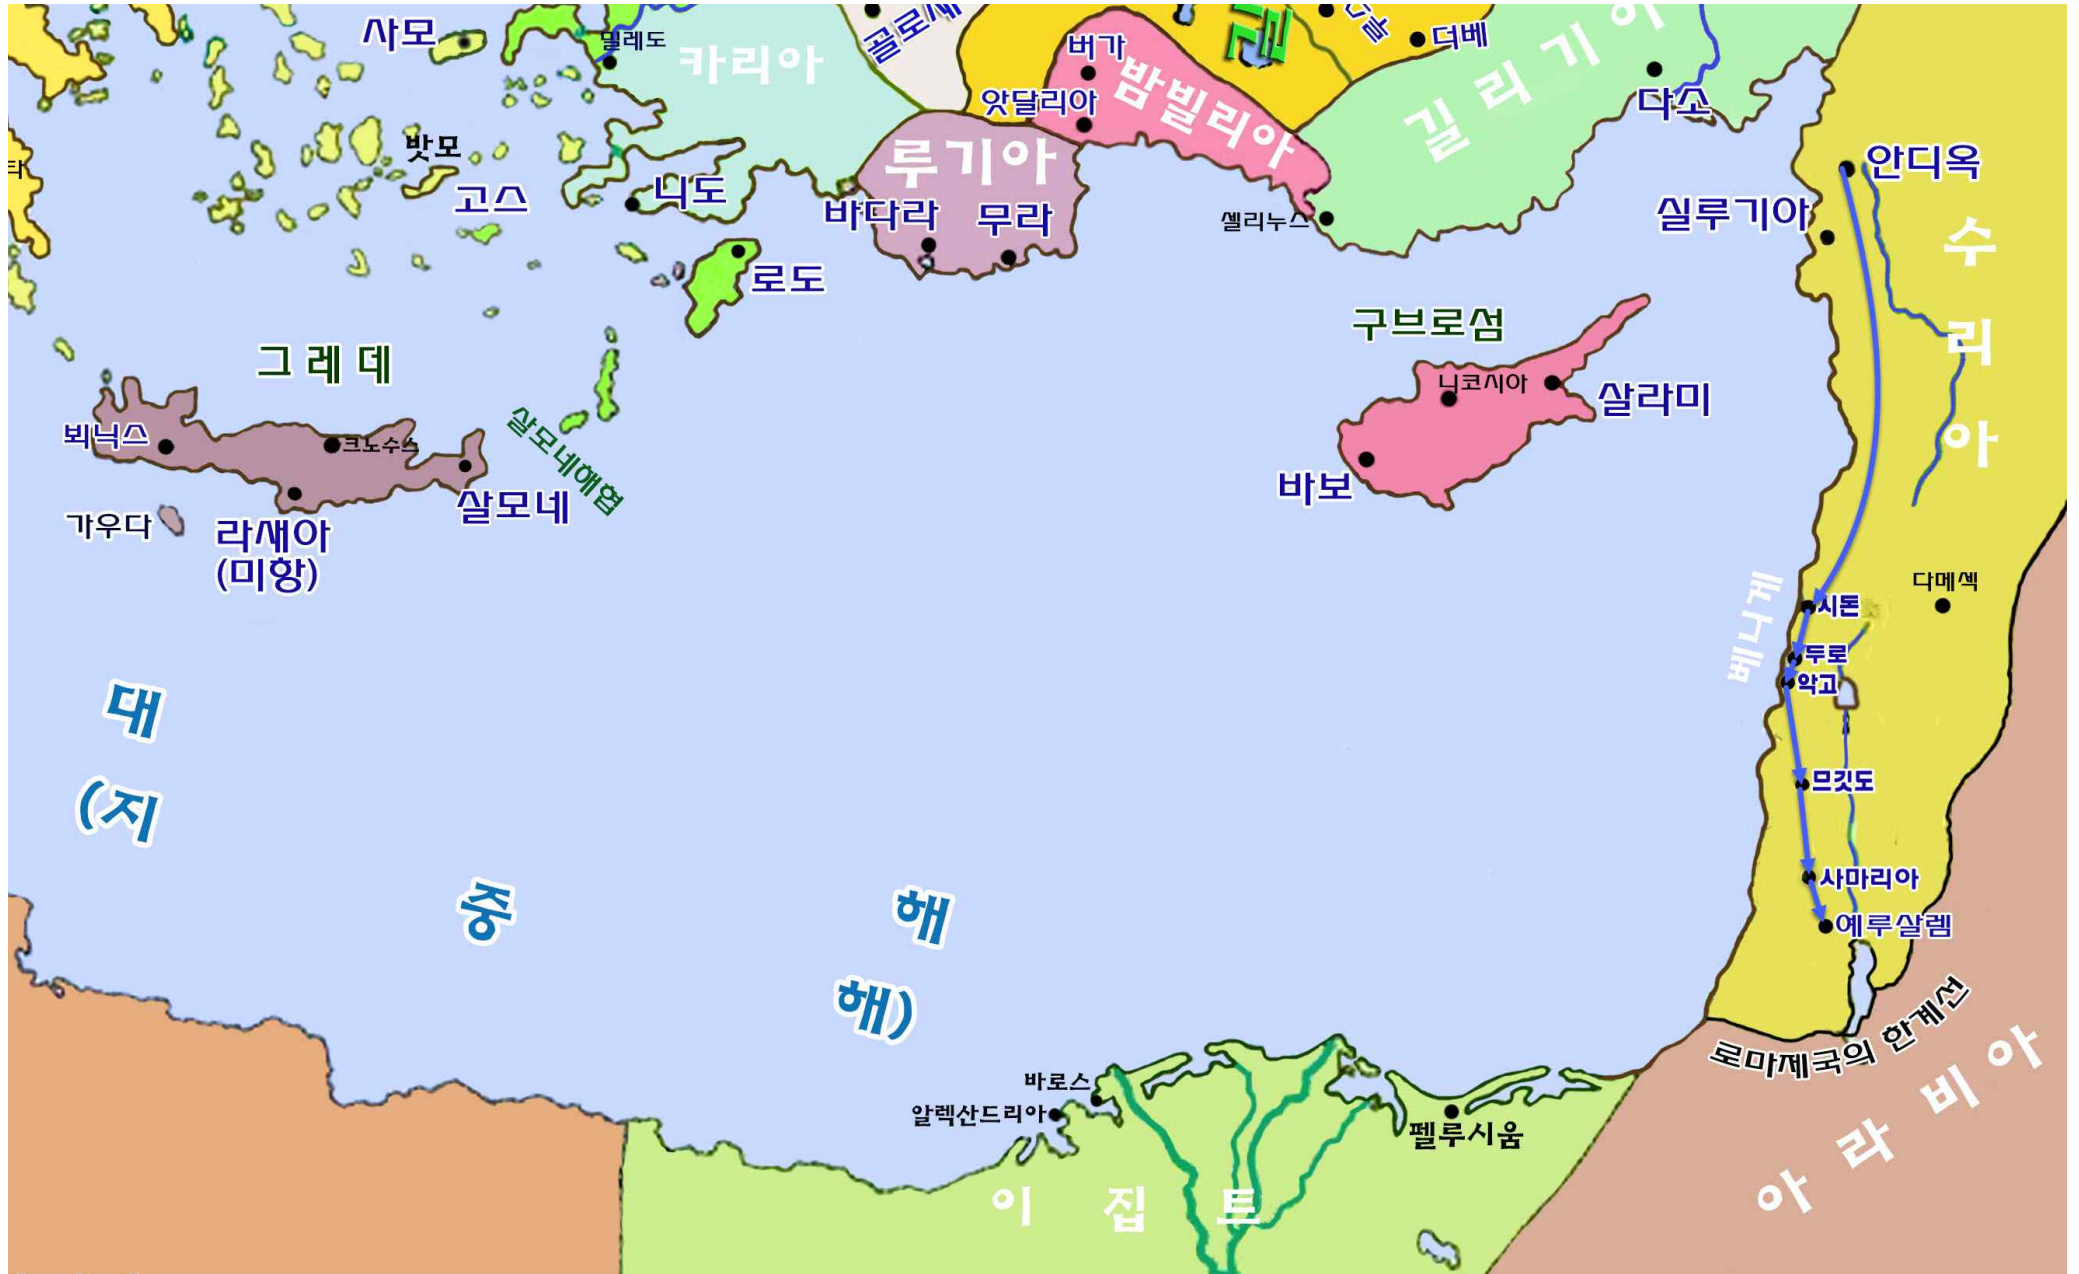 사모
밀레도
카리아
골로새
버가
앗달리아
밤빌리아
더베
길리기아
다소
밧모
고스
니도
루기아
바다라
무라
셀리누스
실루기아
안디옥
수리아
로도
그레데
구브로섬
니코시아
살라미
바보
뵈닉스
크노수스
살모네해협
살모네
가우다
라새아
(미항)
다메섹
베니게
시돈
두로
악고
므깃도
사마리아
예루살렘
대해
(지중해)
로마제국의 한계선
아라비아
바로스
알렉산드리아
펠루시움
이집트